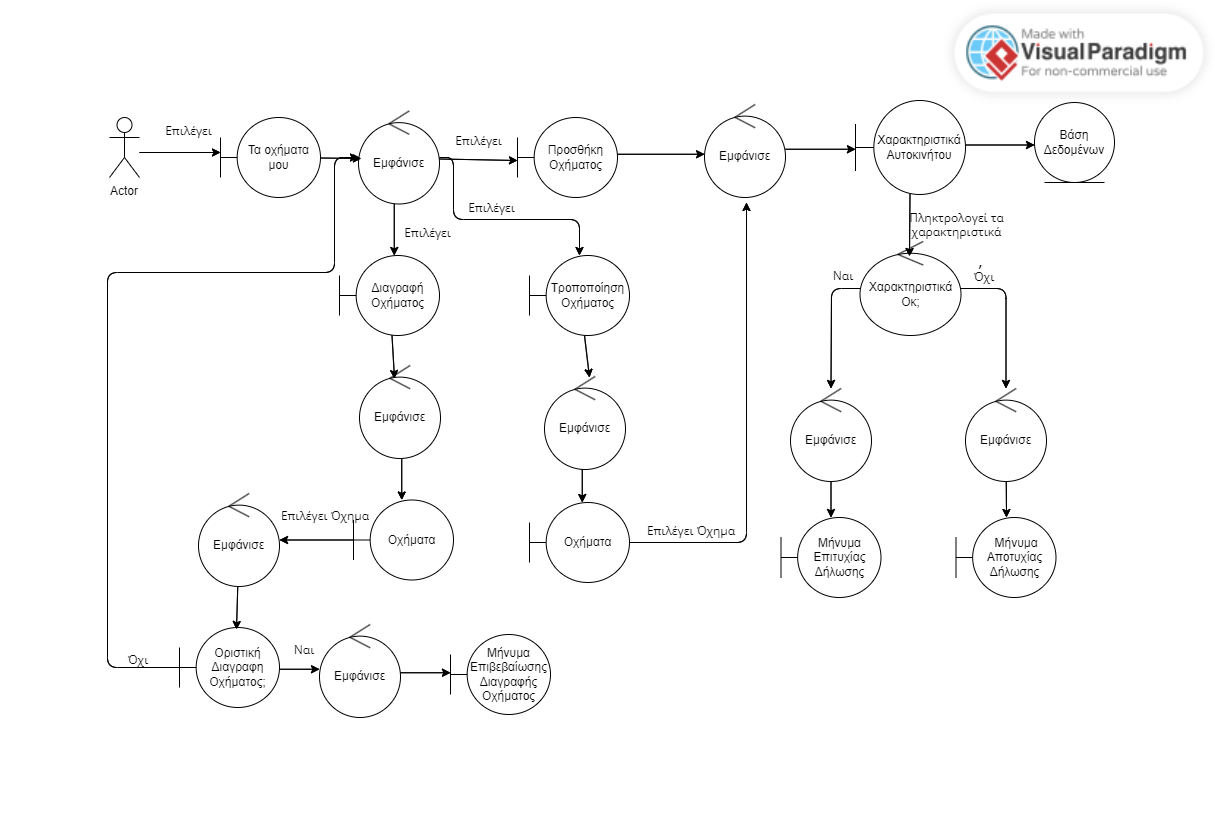 Made with
VisualParadigm
For non-commercial use
Actor
Επιλέγει
Τα οχήματα
μου
Εμφάνισε
Επιλέγει
Προσθήκη
Οχήματος
Εμφάνισε
Χαρακτηριστικά
Αυτοκινήτου
Βάση
Δεδομένων
Επιλέγει
Επιλέγει
Πληκτρολογεί τα
χαρακτηριστικά
Διαγραφή
Οχήματος
Τροποποίηση
Οχήματος
Ναι
Χαρακτηριστικά
Οκ;
Όχι
Εμφάνισε
Εμφάνισε
Εμφάνισε
Εμφάνισε
Επιλέγει Όχημα
Οχήματα
Οχήματα
Επιλέγει Όχημα
Μήνυμα
Επιτυχίας
Δήλωσης
Μήνυμα
Αποτυχίας
Δήλωσης
Εμφάνισε
Όχι
Οριστική
Διαγραφη
Οχήματος;
Ναι
Εμφάνισε
Μήνυμα
Επιβεβαίωσης
Διαγραφής
Οχήματος